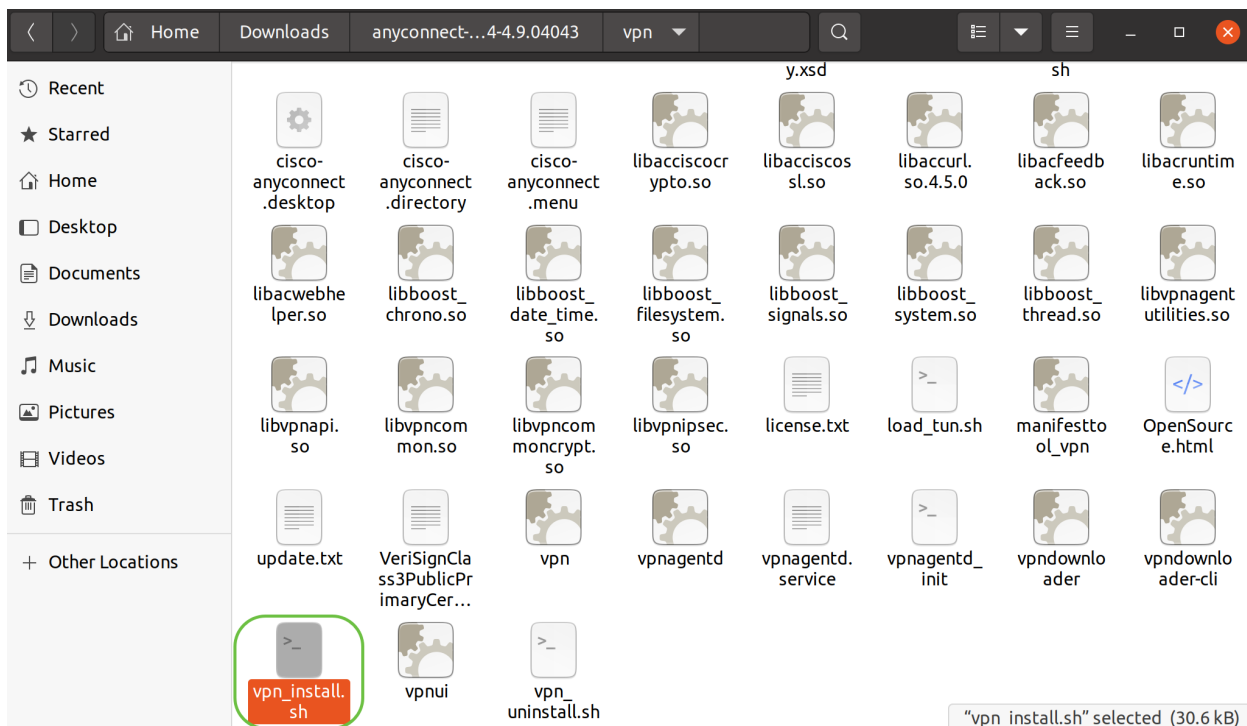 Home Downloads anyconnect-...4-4.9.04043 vpn
Recent
Starred
Home
Desktop
Documents
Downloads
Music
Pictures
Videos
Trash
+ Other Locations
y.xsd
sh
cisco-
anyconnect
.desktop
cisco-
anyconnect
.directory
cisco-
anyconnect
.menu
libacciscocr
ypto.so
libacciscos
sl.so
libaccurl.
so.4.5.0
libacfeedb
ack.so
libacruntim
e.so
libacwebhe
lper.so
libboost_
chrono.so
libboost_
date_time.
so
libboost_
filesystem.
so
libboost_
signals.so
libboost_
system.so
libboost_
thread.so
libvpnagent
utilities.so
libvpnapi.
so
libvpncom
mon.so
libvpncom
moncrypt.
so
libvpnipsec.
so
license.txt
>_
load_tun.sh
manifestto
ol_vpn
</>
OpenSourc
e.html
update.txt
VeriSignCla
ss3PublicPr
imaryCer...
vpn
vpnagentd
vpnagentd.
service
>_
vpnagentd_
init
vpndownlo
ader
vpndownlo
ader-cli
>_
vpn_install.
sh
vpnui
>_
vpn_
uninstall.sh
"vpn_install.sh" selected (30.6 kB)